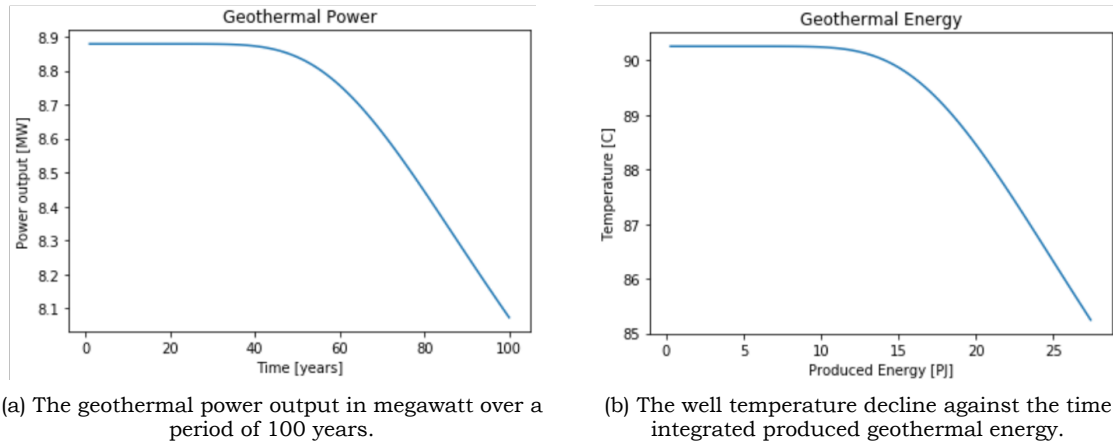 Geothermal Power
8.9
8.8
8.7
8.6
8.5
8.4
8.3
8.2
8.1
Power output [MW]
0 20 40 60 80 100
Time [years]
(a) The geothermal power output in megawatt over a
period of 100 years.
Geothermal Energy
90
89
88
87
86
85
Temperature [C]
0 5 10 15 20 25
Produced Energy [PJ]
(b) The well temperature decline against the time
integrated produced geothermal energy.